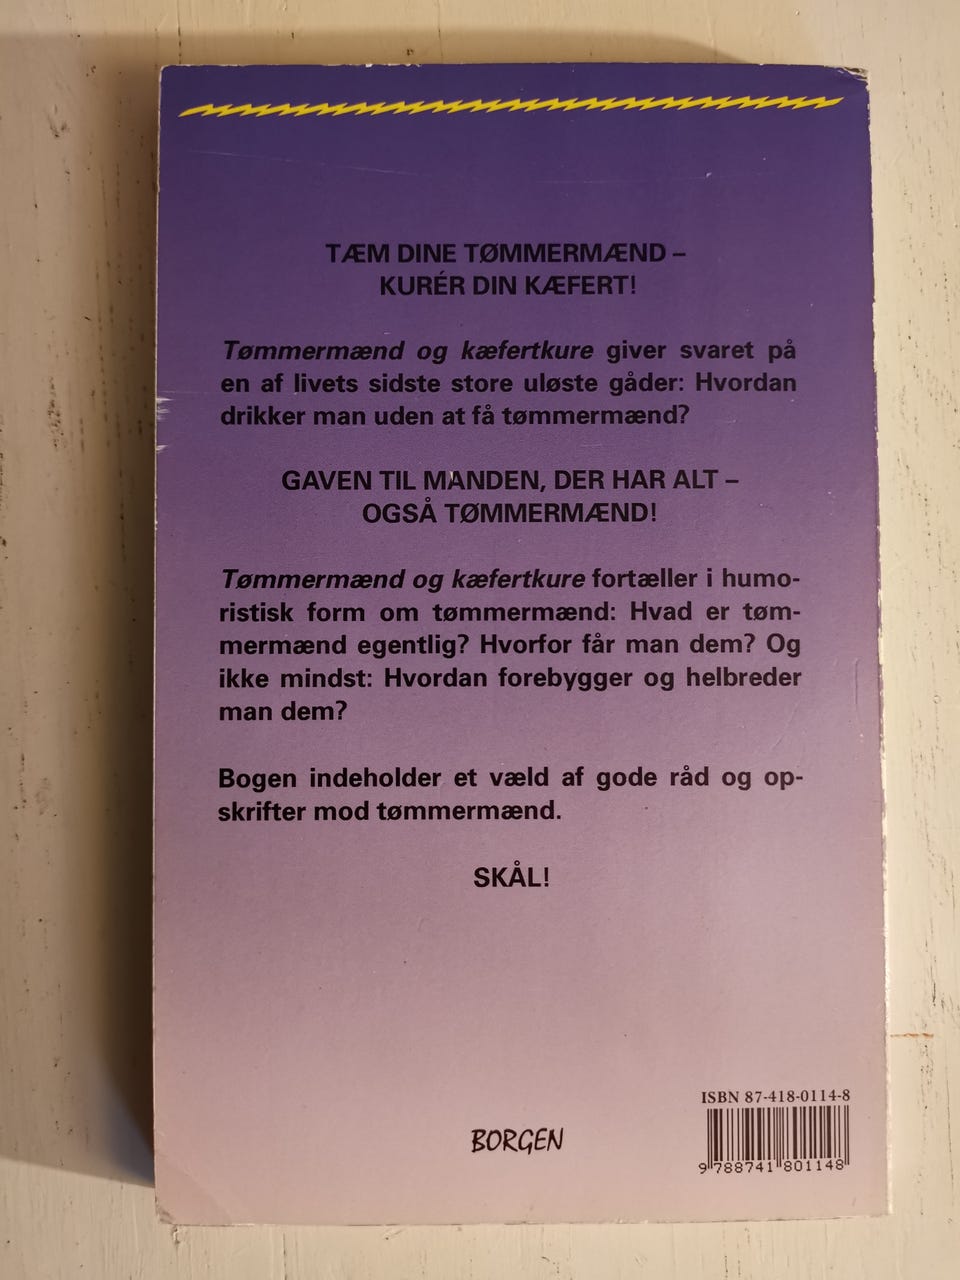 TÆM DINE TØMMERMÆND –
KURÉR DIN KÆFERT!
Tømmermænd og kæfertkure giver svaret på
en af livets sidste store uløste gåder: Hvordan
drikker man uden at få tømmermænd?
GAVEN TIL MANDEN, DER HAR ALT –
OGSÅ TØMMERMÆND!
Tømmermænd og kæfertkure fortæller i humo-
ristisk form om tømmermænd: Hvad er tøm-
mermænd egentlig? Hvorfor får man dem? Og
ikke mindst: Hvordan forebygger og helbreder
man dem?
Bogen indeholder et væld af gode råd og op-
skrifter mod tømmermænd.
SKÅL!
BORGEN
ISBN 87-418-0114-8
9 788741 801148